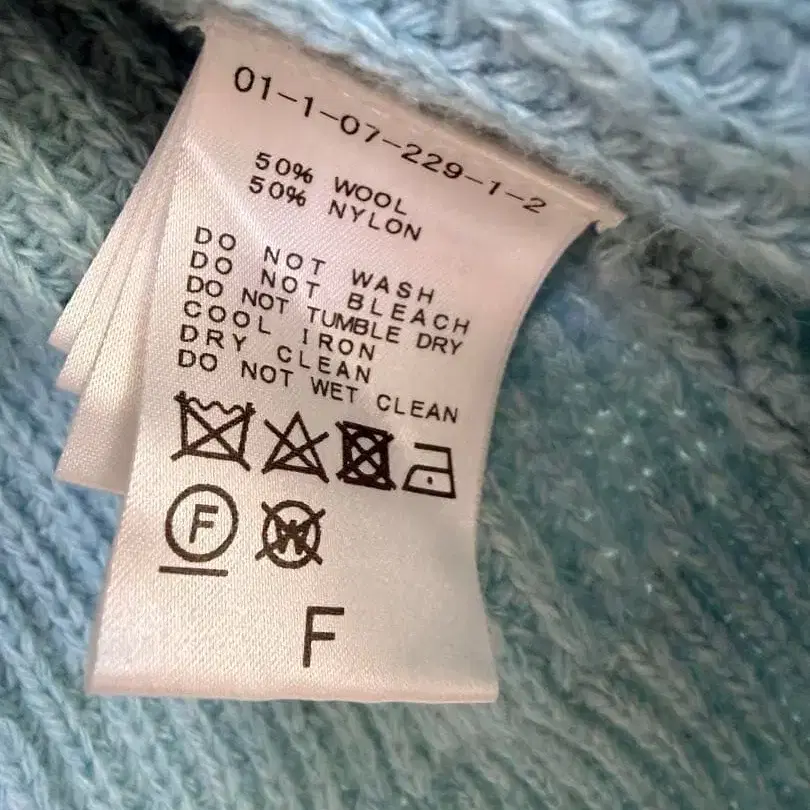 01-1-07-229-1-2
50% WOOL
50% NYLON
DO NOT WASH
DO NOT BLEACH
DO NOT TUMBLE DRY
COOL IRON
DRY CLEAN
DO NOT WET CLEAN
F W
F